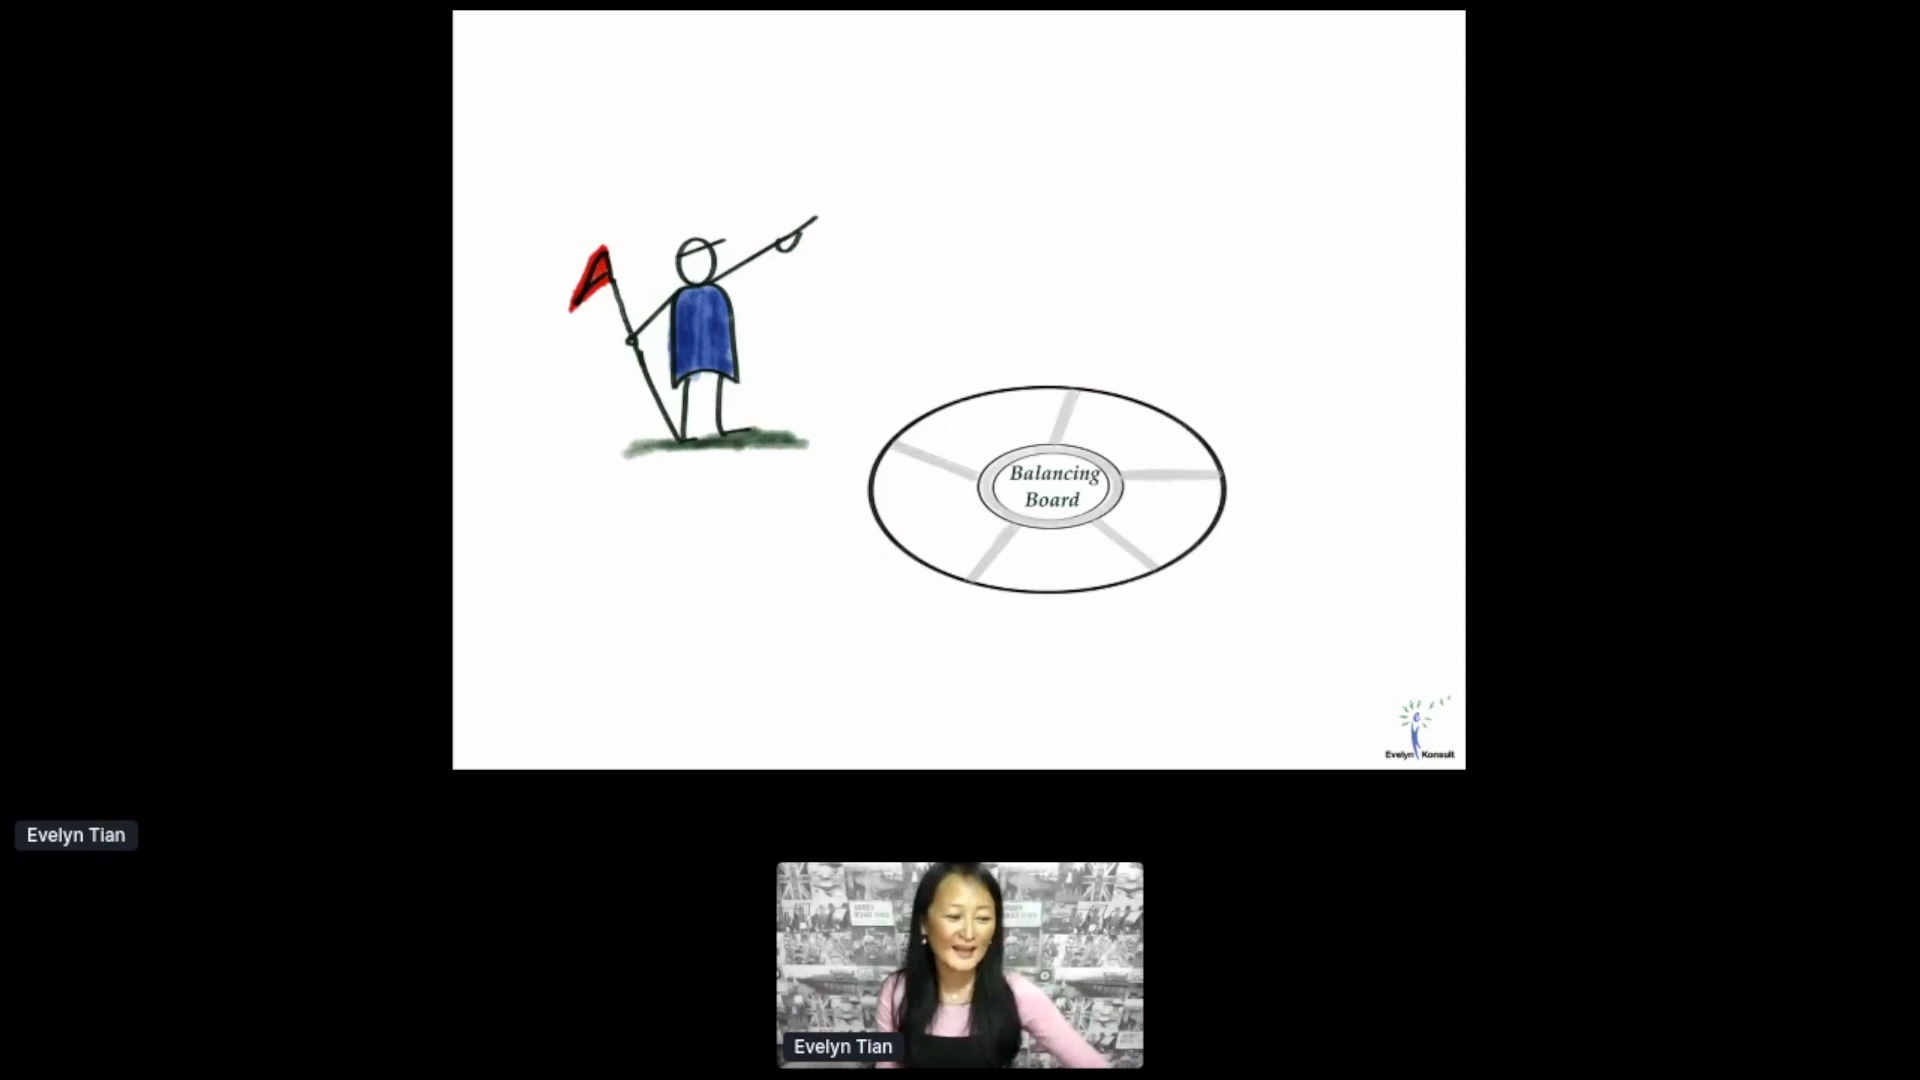 Balancing
Board
e
Evelyn Konsult
Evelyn Tian
Evelyn Tian